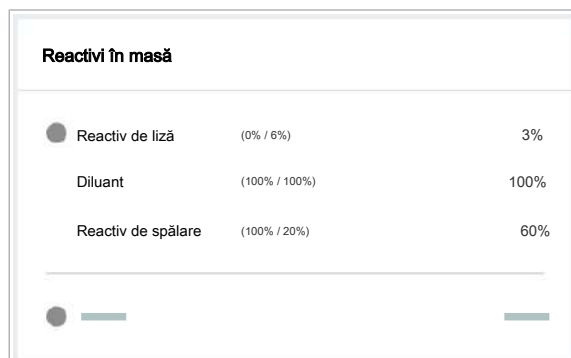 Reactivi în masă
Reactiv de liză (0% / 6%) 3%
Diluant (100% / 100%) 100%
Reactiv de spălare (100% / 20%) 60%